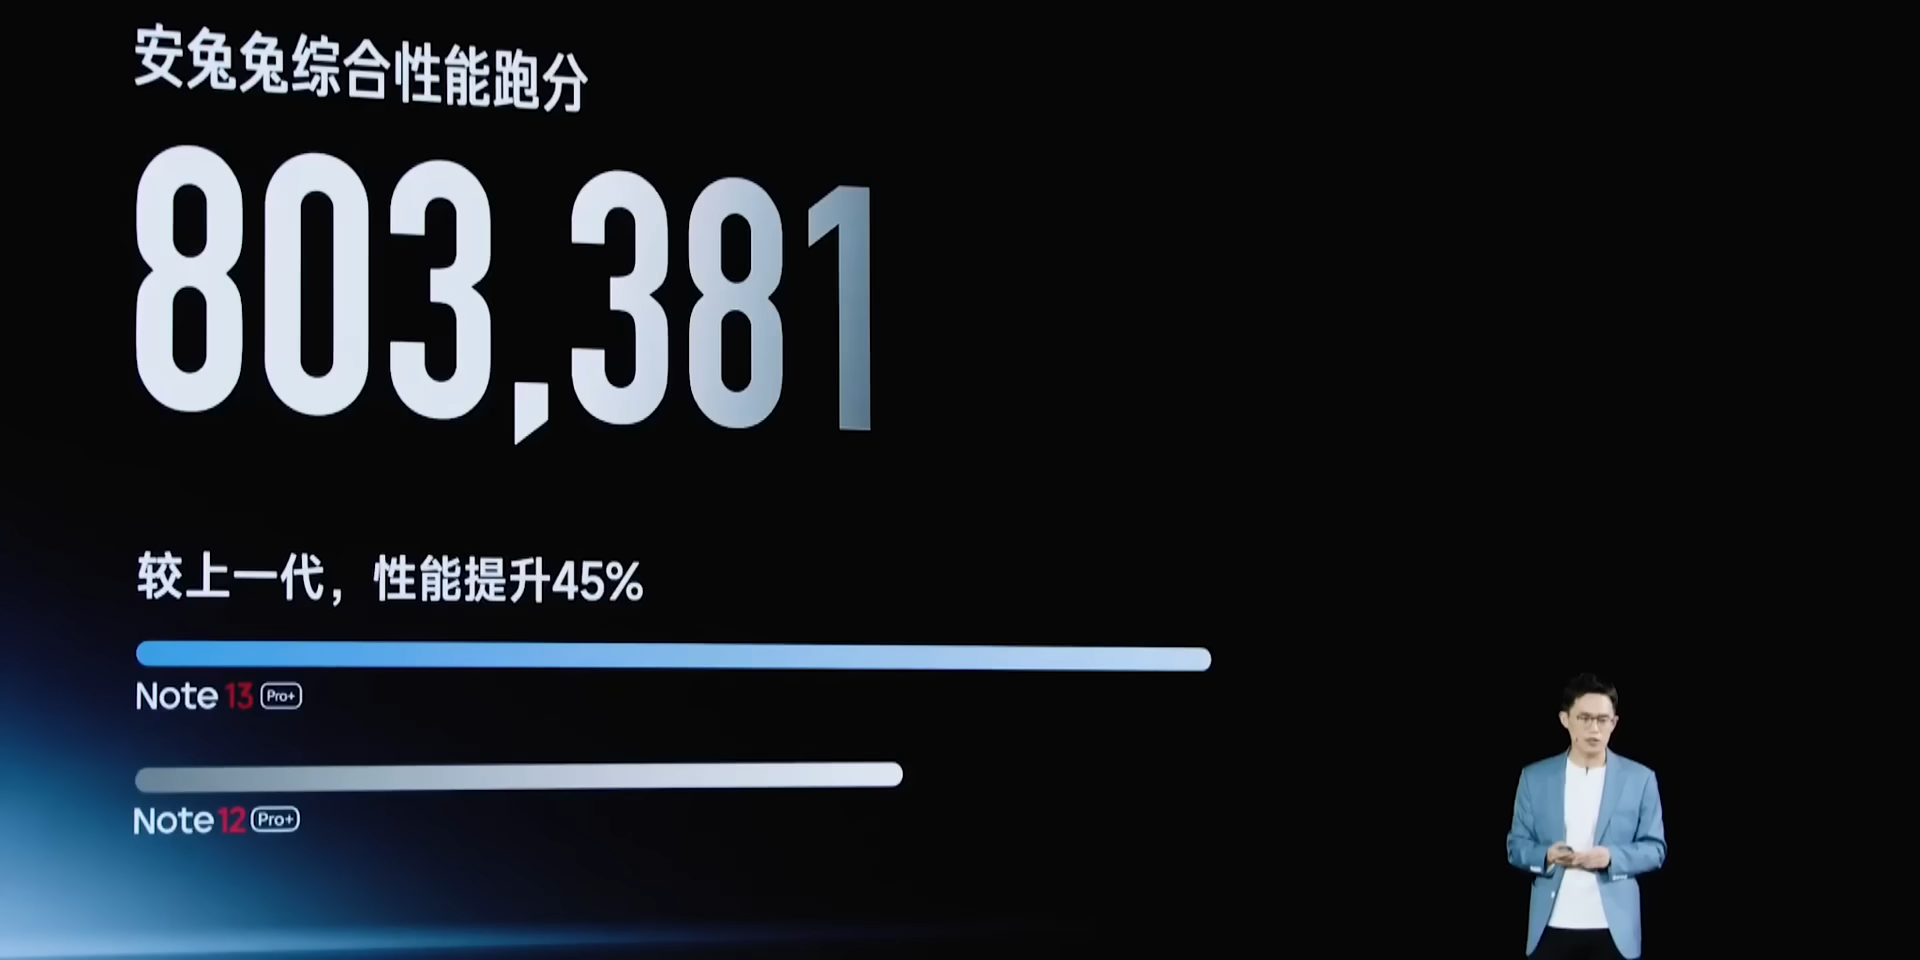 安兔兔综合性能跑分
803,381
较上一代，性能提升45%
Note 13 Pro+
Note 12 Pro+